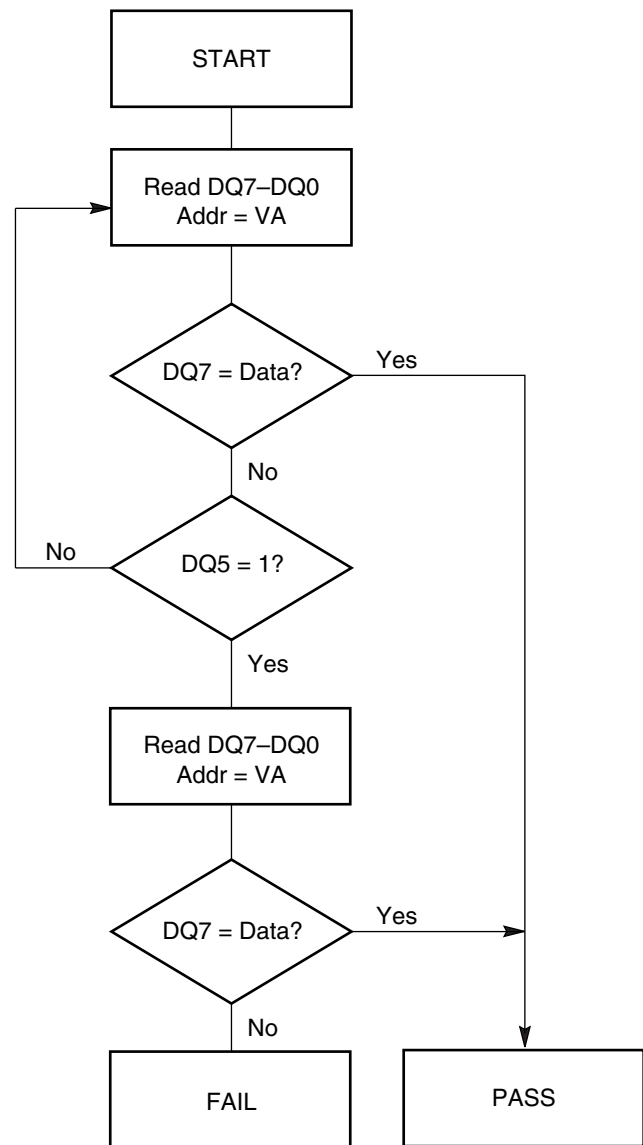 START
Read DQ7–DQ0
Addr = VA
DQ7 = Data?
Yes
No
DQ5 = 1?
No
Yes
Read DQ7–DQ0
Addr = VA
DQ7 = Data?
Yes
No
FAIL
PASS